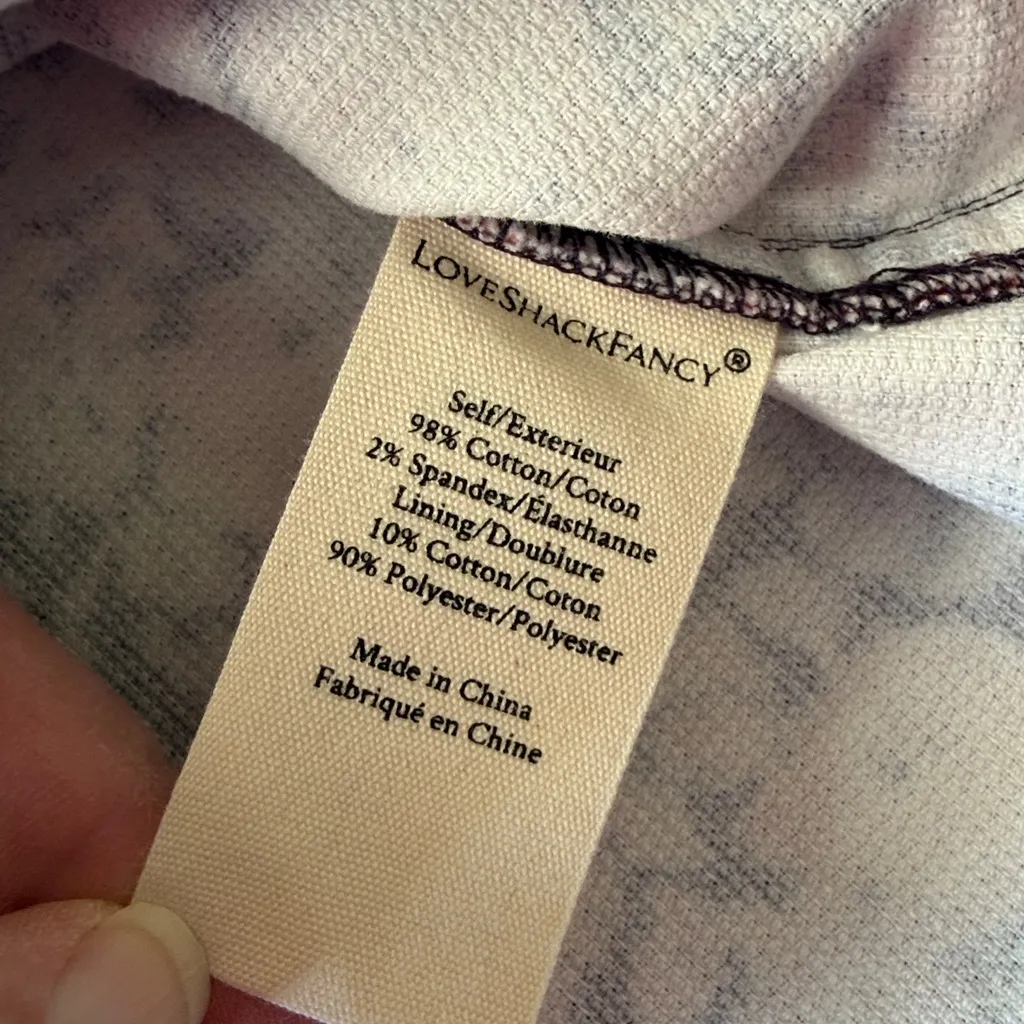 LOVESHACKFANCY®
Self/Exterieur
98% Cotton/Coton
2% Spandex/Élasthanne
Lining/Doublure
10% Cotton/Coton
90% Polyester/Polyester
Made in China
Fabriqué en Chine